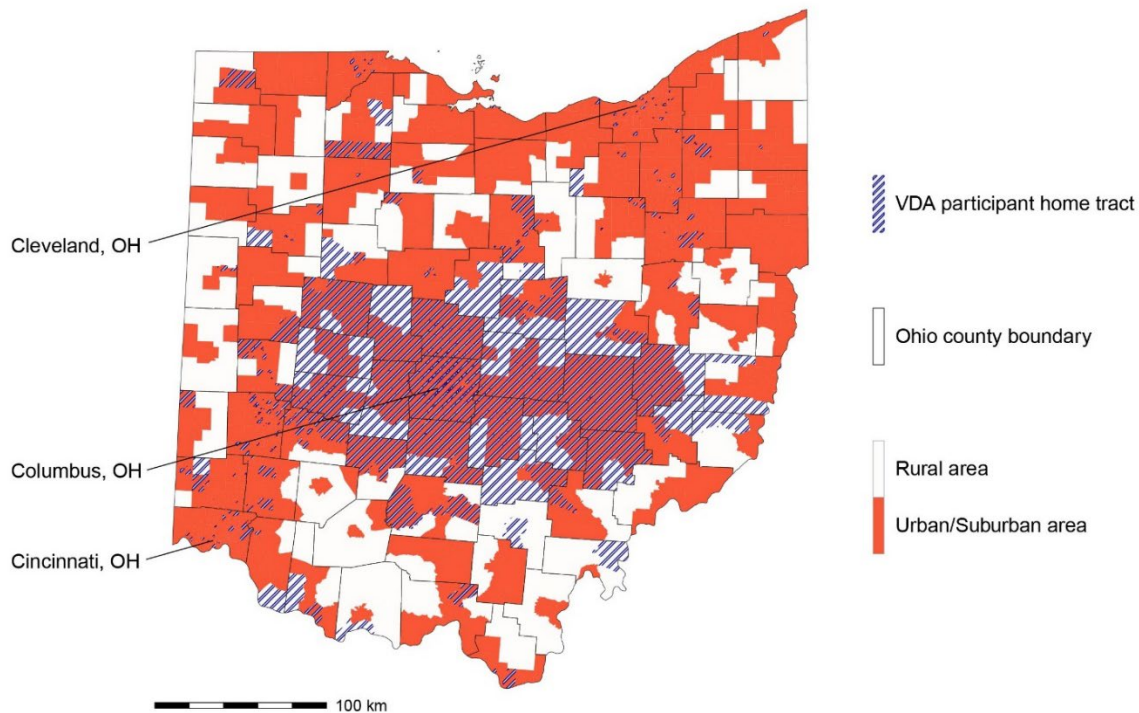 Cleveland, OH
Columbus, OH
Cincinnati, OH
100 km
VDA participant home tract
Ohio county boundary
Rural area
Urban/Suburban area